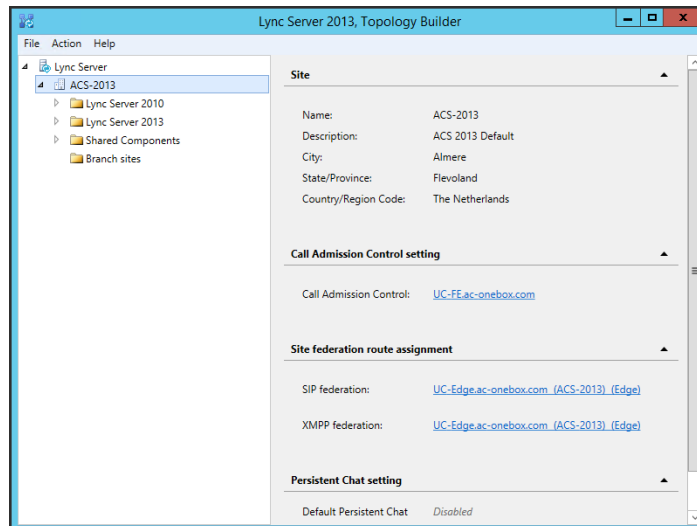 Lync Server 2013, Topology Builder
File Action Help
Lync Server
ACS-2013
Lync Server 2010
Lync Server 2013
Shared Components
Branch sites
Site
Name: ACS-2013
Description: ACS 2013 Default
City: Almere
State/Province: Flevoland
Country/Region Code: The Netherlands
Call Admission Control setting
Call Admission Control: UC-FE.ac-onebox.com
Site federation route assignment
SIP federation: UC-Edge.ac-onebox.com (ACS-2013) (Edge)
XMPP federation: UC-Edge.ac-onebox.com (ACS-2013) (Edge)
Persistent Chat setting
Default Persistent Chat Disabled